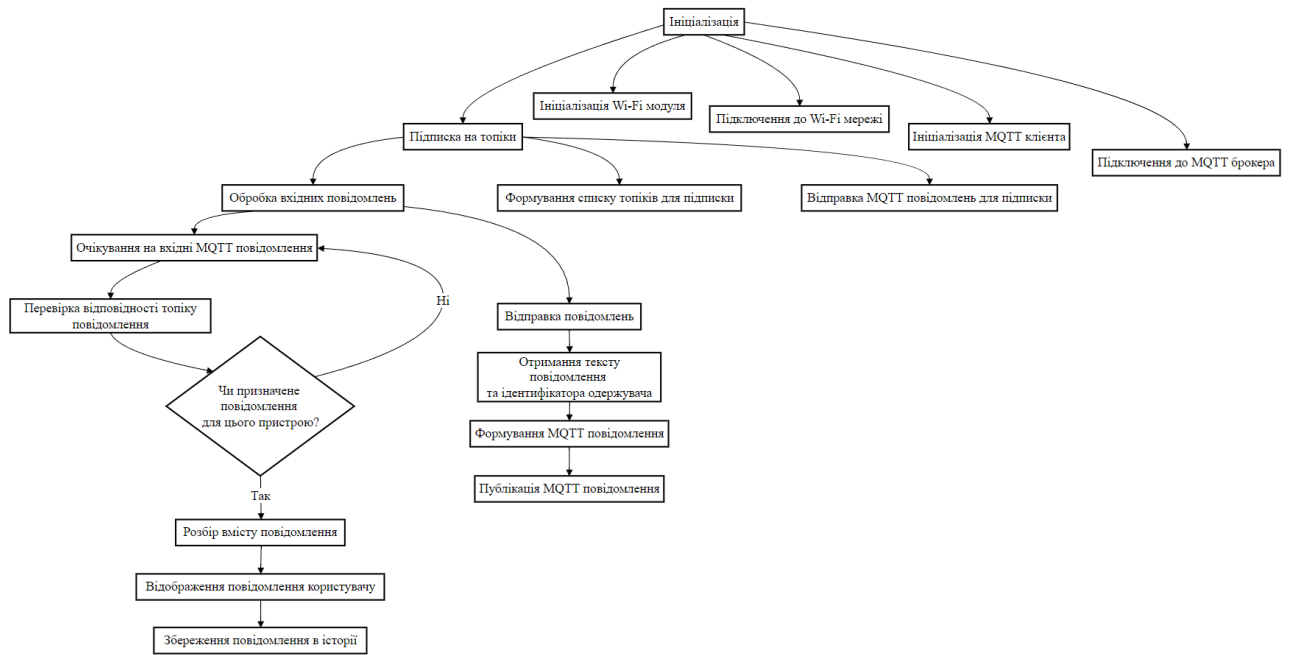 Ініціалізація
Ініціалізація Wi-Fi модуля
Підключення до Wi-Fi мережі
Підписка на топіки
Ініціалізація MQTT клієнта
Підключення до MQTT брокера
Обробка вхідних повідомлень
Формування списку топіків для підписки
Відправка MQTT повідомлень для підписки
Очікування на вхідні MQTT повідомлення
Ні
Перевірка відповідності топіку
повідомлення
Відправка повідомлень
Отримання тексту
повідомлення
та ідентифікатора одержувача
Чи призначене
повідомлення
для цього пристрою?
Формування MQTT повідомлення
Публікація MQTT повідомлення
Так
Розбір вмісту повідомлення
Відображення повідомлення користувачу
Збереження повідомлення в історії